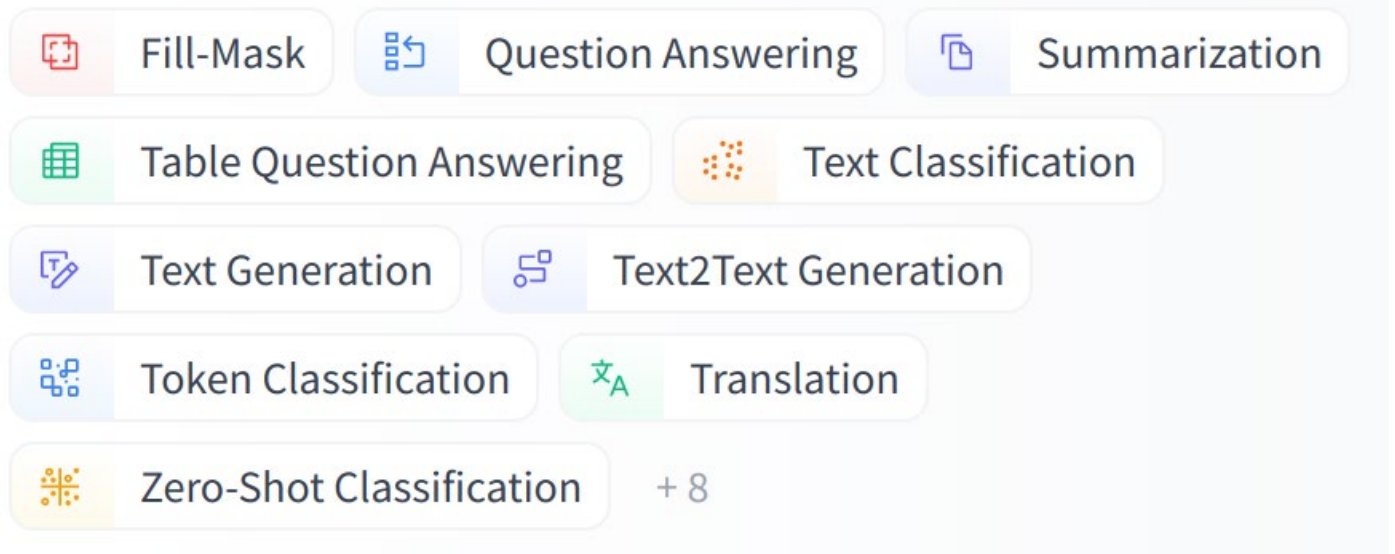 Fill-Mask Question Answering Summarization
Table Question Answering Text Classification
Text Generation Text2Text Generation
Token Classification Translation
Zero-Shot Classification + 8